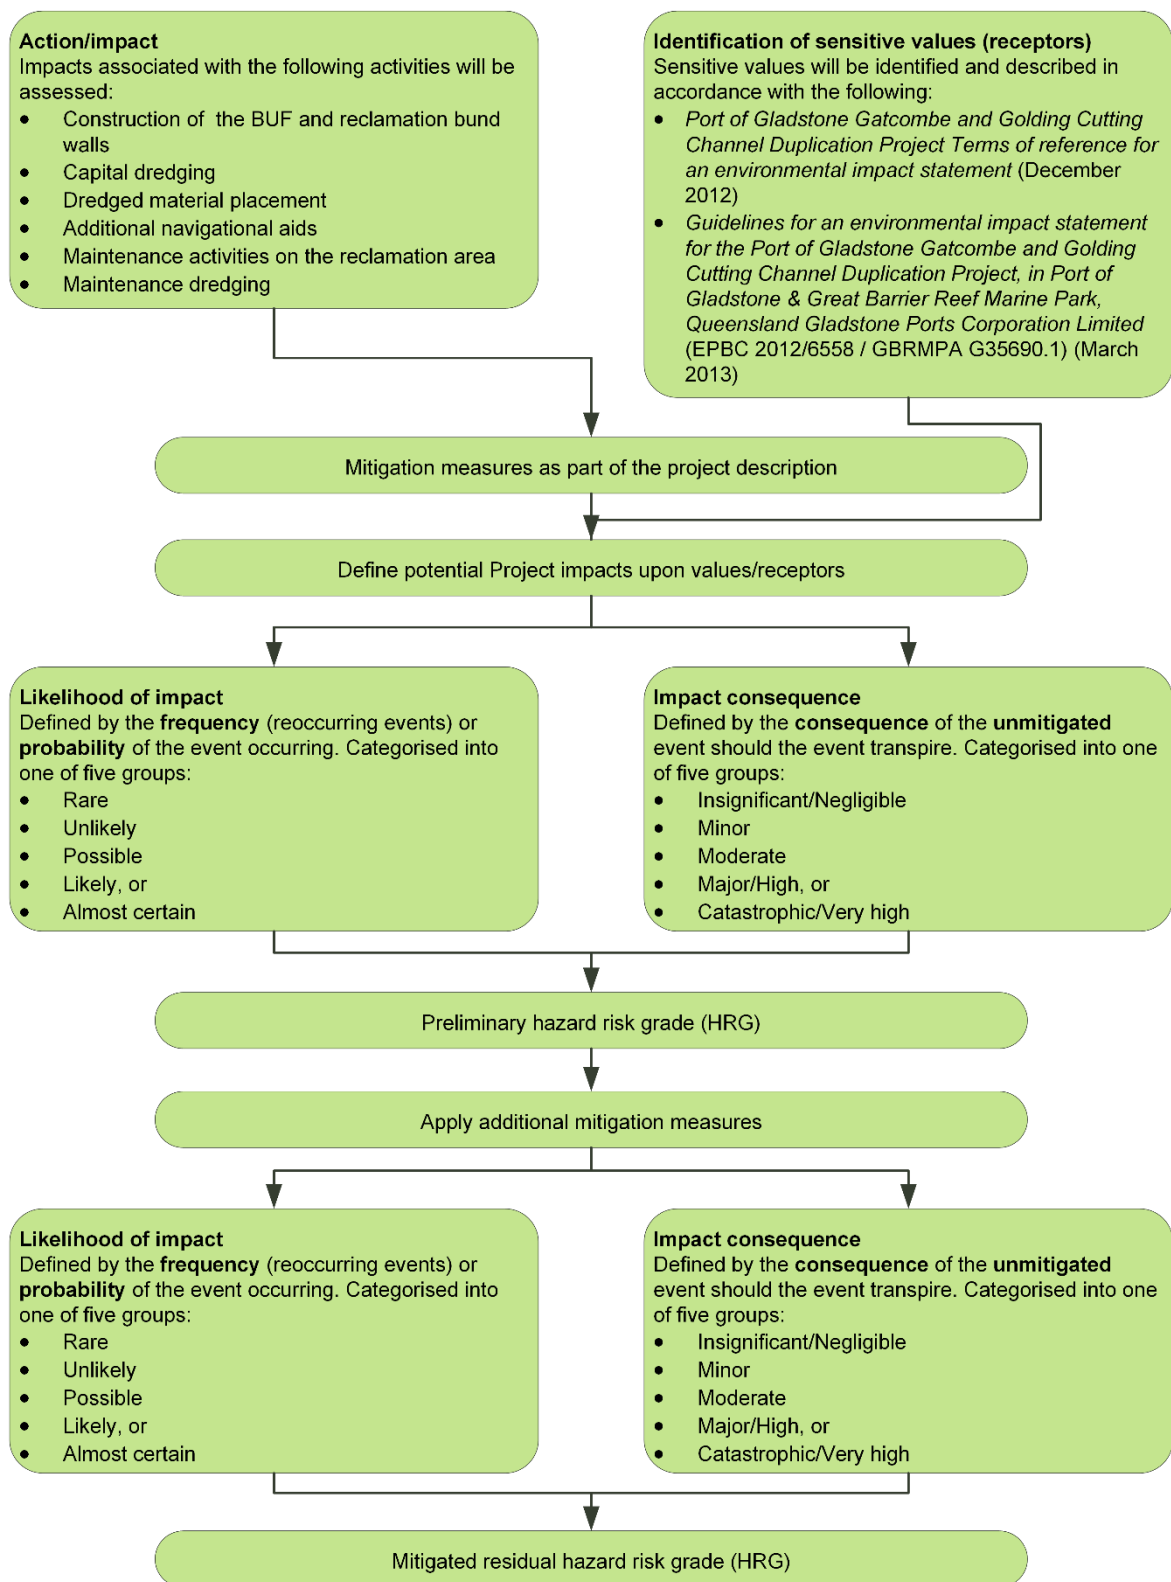 Action/impact
Impacts associated with the following activities will be
assessed:
• Construction of the BUF and reclamation bund
walls
• Capital dredging
• Dredged material placement
• Additional navigational aids
• Maintenance activities on the reclamation area
• Maintenance dredging
Identification of sensitive values (receptors)
Sensitive values will be identified and described in
accordance with the following:
• Port of Gladstone Gatcombe and Golding Cutting
Channel Duplication Project Terms of reference for
an environmental impact statement (December
2012)
• Guidelines for an environmental impact statement
for the Port of Gladstone Gatcombe and Golding
Cutting Channel Duplication Project, in Port of
Gladstone & Great Barrier Reef Marine Park,
Queensland Gladstone Ports Corporation Limited
(EPBC 2012/6558 / GBRMPA G35690.1) (March
2013)
Mitigation measures as part of the project description
Define potential Project impacts upon values/receptors
Likelihood of impact
Defined by the frequency (reoccurring events) or
probability of the event occurring. Categorised into
one of five groups:
• Rare
• Unlikely
• Possible
• Likely, or
• Almost certain
Impact consequence
Defined by the consequence of the unmitigated
event should the event transpire. Categorised into one
of five groups:
• Insignificant/Negligible
• Minor
• Moderate
• Major/High, or
• Catastrophic/Very high
Preliminary hazard risk grade (HRG)
Apply additional mitigation measures
Likelihood of impact
Defined by the frequency (reoccurring events) or
probability of the event occurring. Categorised into
one of five groups:
• Rare
• Unlikely
• Possible
• Likely, or
• Almost certain
Impact consequence
Defined by the consequence of the unmitigated
event should the event transpire. Categorised into one
of five groups:
• Insignificant/Negligible
• Minor
• Moderate
• Major/High, or
• Catastrophic/Very high
Mitigated residual hazard risk grade (HRG)